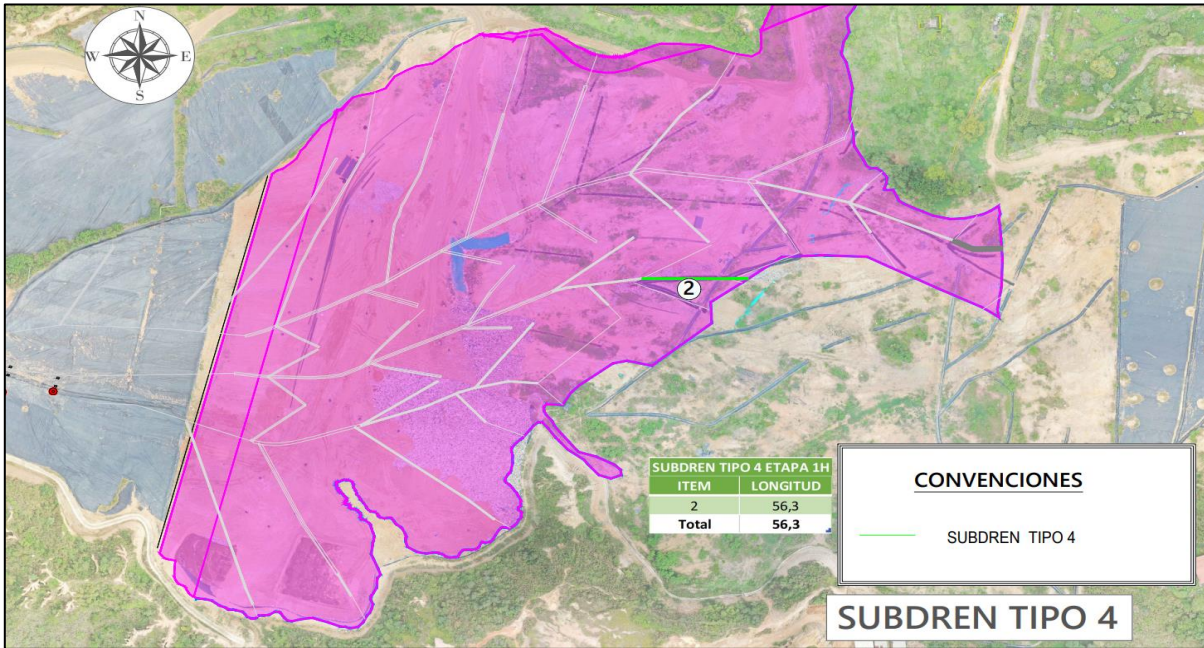 N
W E
S
2
SUBDREN TIPO 4 ETAPA 1H
ITEM LONGITUD
2 56,3
Total 56,3
CONVENCIONES
SUBDREN TIPO 4
SUBDREN TIPO 4